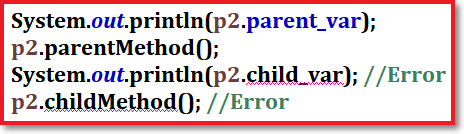 System.out.println(p2.parent_var);
p2.parentMethod();
System.out.println(p2.child_var); //Error
p2.childMethod(); //Error